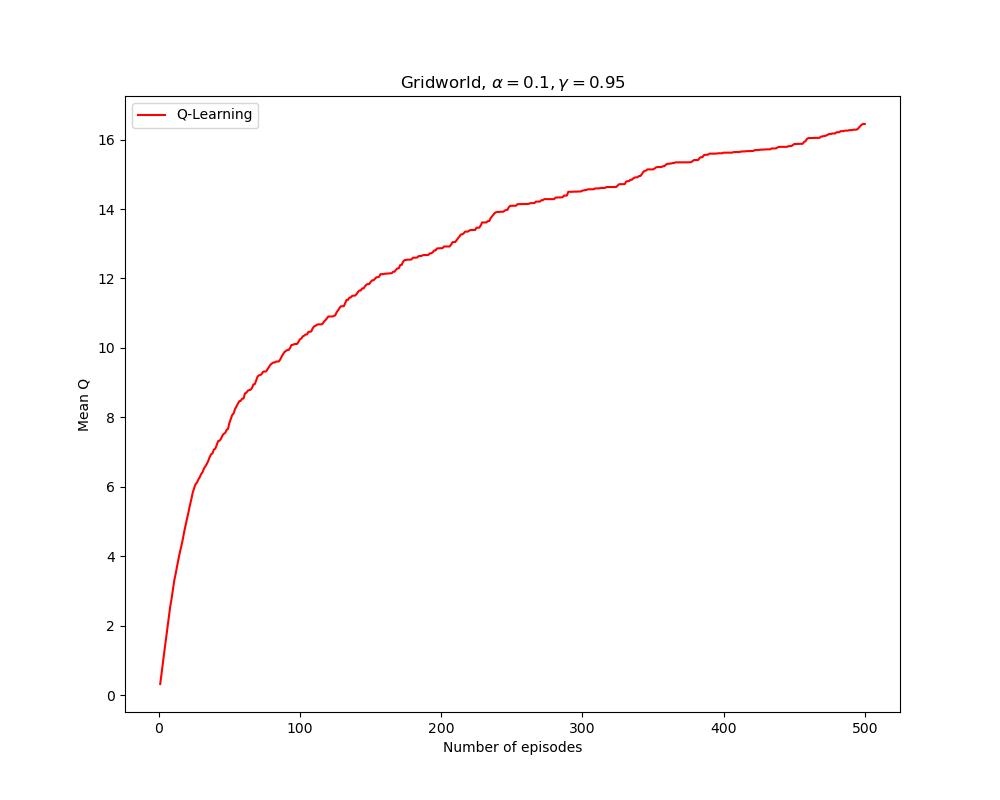 Gridworld, α = 0.1, γ = 0.95
Q-Learning
16
14
12
10
8
6
4
2
0
Mean Q
0 100 200 300 400 500
Number of episodes